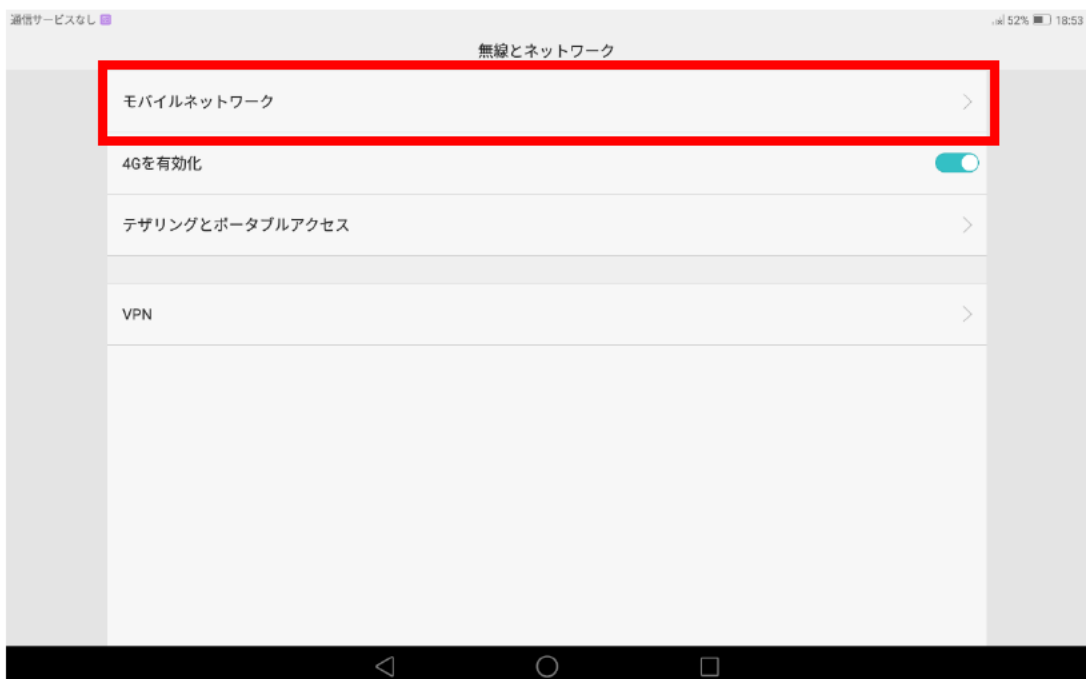 通信サービスなし 52% 18:53
無線とネットワーク
モバイルネットワーク
4Gを有効化
テザリングとポータブルアクセス
VPN